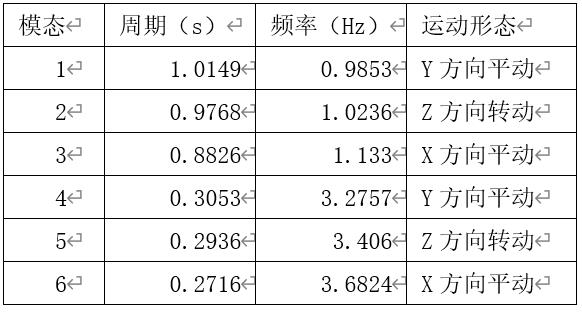 模态 周期（s） 频率（Hz） 运动形态
1 1.0149 0.9853 Y 方向平动
2 0.9768 1.0236 Z 方向转动
3 0.8826 1.133 X 方向平动
4 0.3053 3.2757 Y 方向平动
5 0.2936 3.406 Z 方向转动
6 0.2716 3.6824 X 方向平动